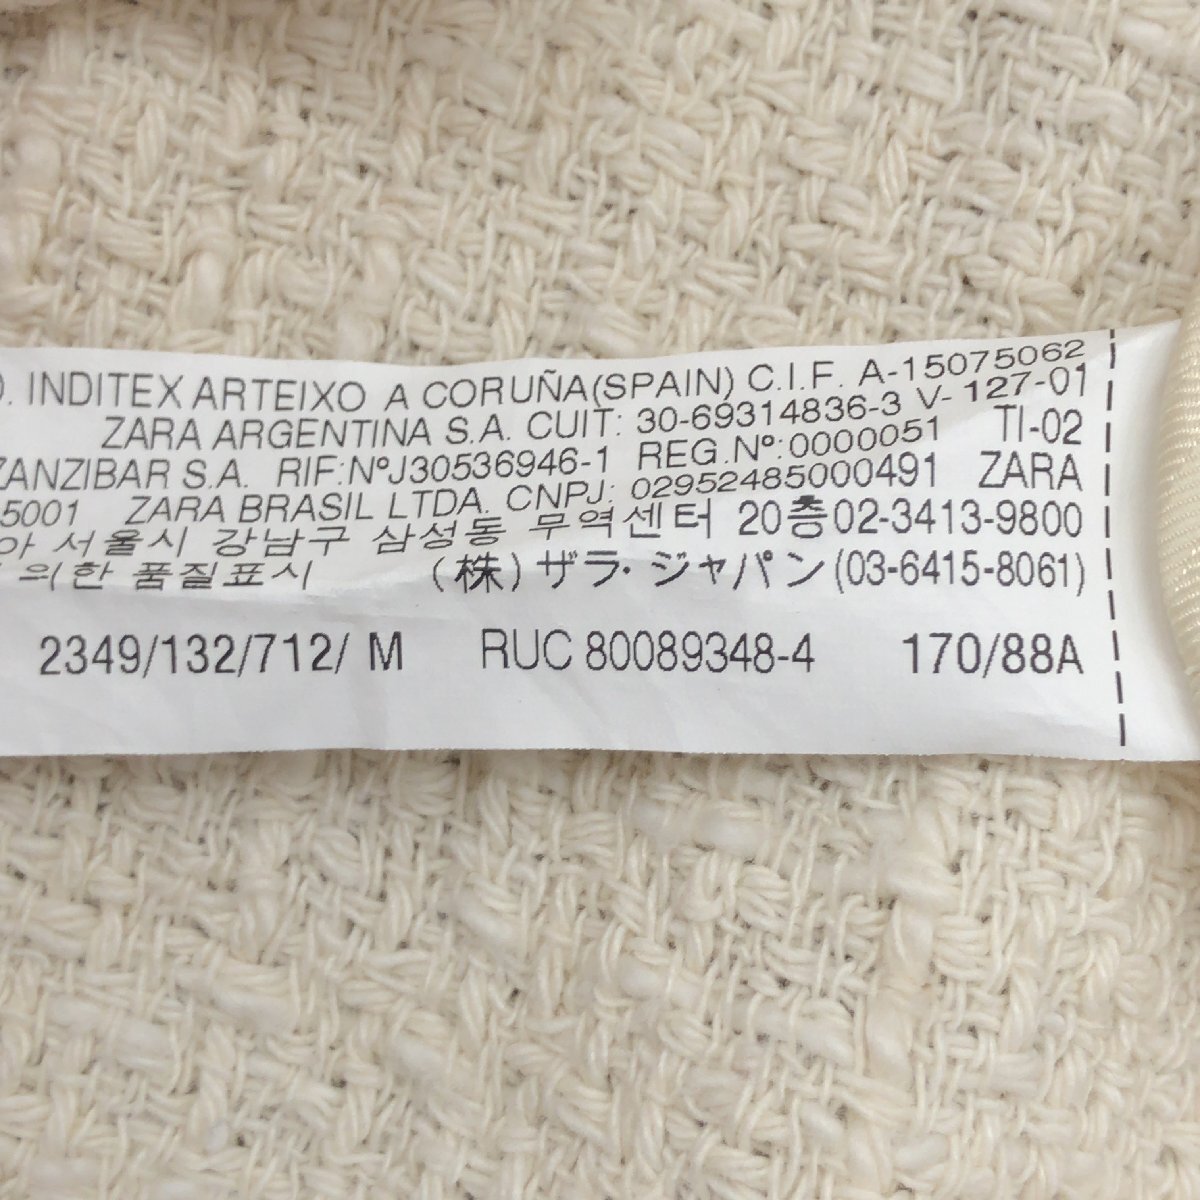 . INDITEX ARTEIXO A CORUÑA(SPAIN) C.I.F. A-15075062
ZARA ARGENTINA S.A. CUIT: 30-69314836-3 V-127-01
ZANZIBAR S.A. RIF:NºJ30536946-1 REG.Nº:0000051 TI-02
5001 ZARA BRASIL LTDA. CNPJ: 02952485000491 ZARA
아 서울시 강남구 삼성동 무역센터 20층02-3413-9800
의한 품질표시 (株)ザラ・ジャパン(03-6415-8061)
2349/132/712/ M RUC 80089348-4 170/88A